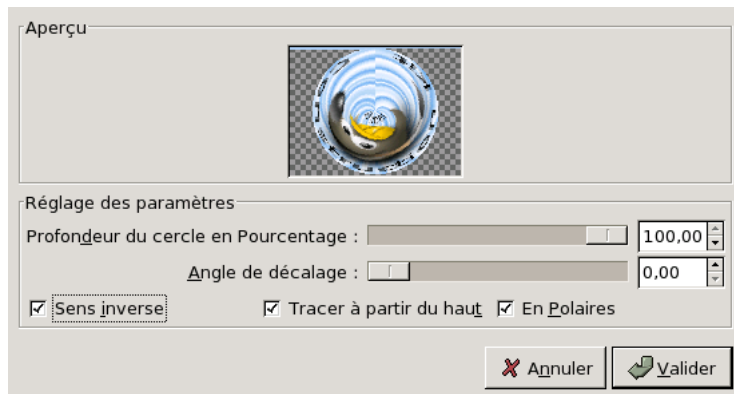 Aperçu
Réglage des paramètres
Profondeur du cercle en Pourcentage : 100,00
Angle de décalage : 0,00
Sens inverse Tracer à partir du haut En Polaires
Annuler Valider